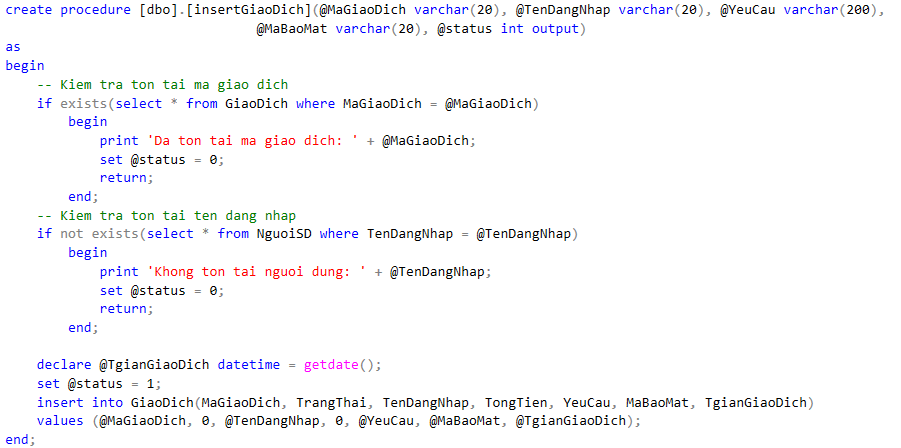 create procedure [dbo].[insertGiaoDich](@MaGiaoDich varchar(20), @TenDangNhap varchar(20), @YeuCau varchar(200),
@MaBaoMat varchar(20), @status int output)
as
begin
-- Kiem tra ton tai ma giao dich
if exists(select * from GiaoDich where MaGiaoDich = @MaGiaoDich)
begin
print 'Da ton tai ma giao dich: ' + @MaGiaoDich;
set @status = 0;
return;
end;
-- Kiem tra ton tai ten dang nhap
if not exists(select * from NguoiSD where TenDangNhap = @TenDangNhap)
begin
print 'Khong ton tai nguoi dung: ' + @TenDangNhap;
set @status = 0;
return;
end;
declare @TgianGiaoDich datetime = getdate();
set @status = 1;
insert into GiaoDich(MaGiaoDich, TrangThai, TenDangNhap, TongTien, YeuCau, MaBaoMat, TgianGiaoDich)
values (@MaGiaoDich, 0, @TenDangNhap, 0, @YeuCau, @MaBaoMat, @TgianGiaoDich);
end;